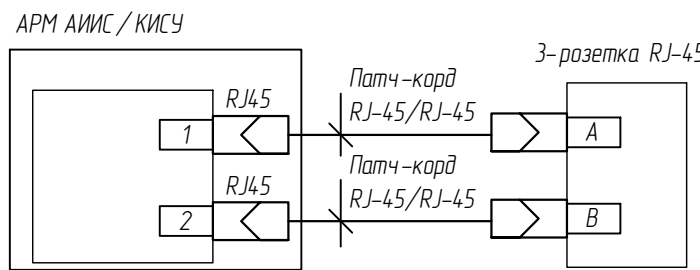 АРМ АИИС / КИСУ
3-розетка RJ-45
RJ45
Патч-корд
RJ-45/RJ-45
1
A
RJ45
Патч-корд
RJ-45/RJ-45
2
B